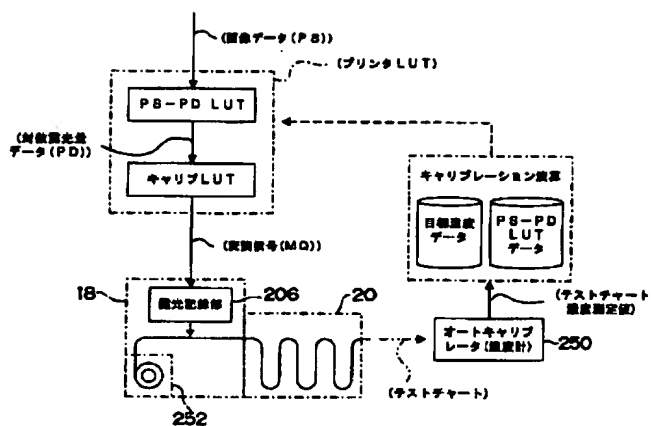 (画像データ(PS))
(プリンタLUT)
PS-PD LUT
(対数露光量
データ(PD))
キャリブLUT
キャリブレーション演算
目標濃度
データ
PS-PD
LUT
データ
(変調信号(MO))
(テストチャート
濃度測定値)
18
露光記録部
206
20
オートキャリブ
レータ(濃度計)
250
(テストチャート)
252